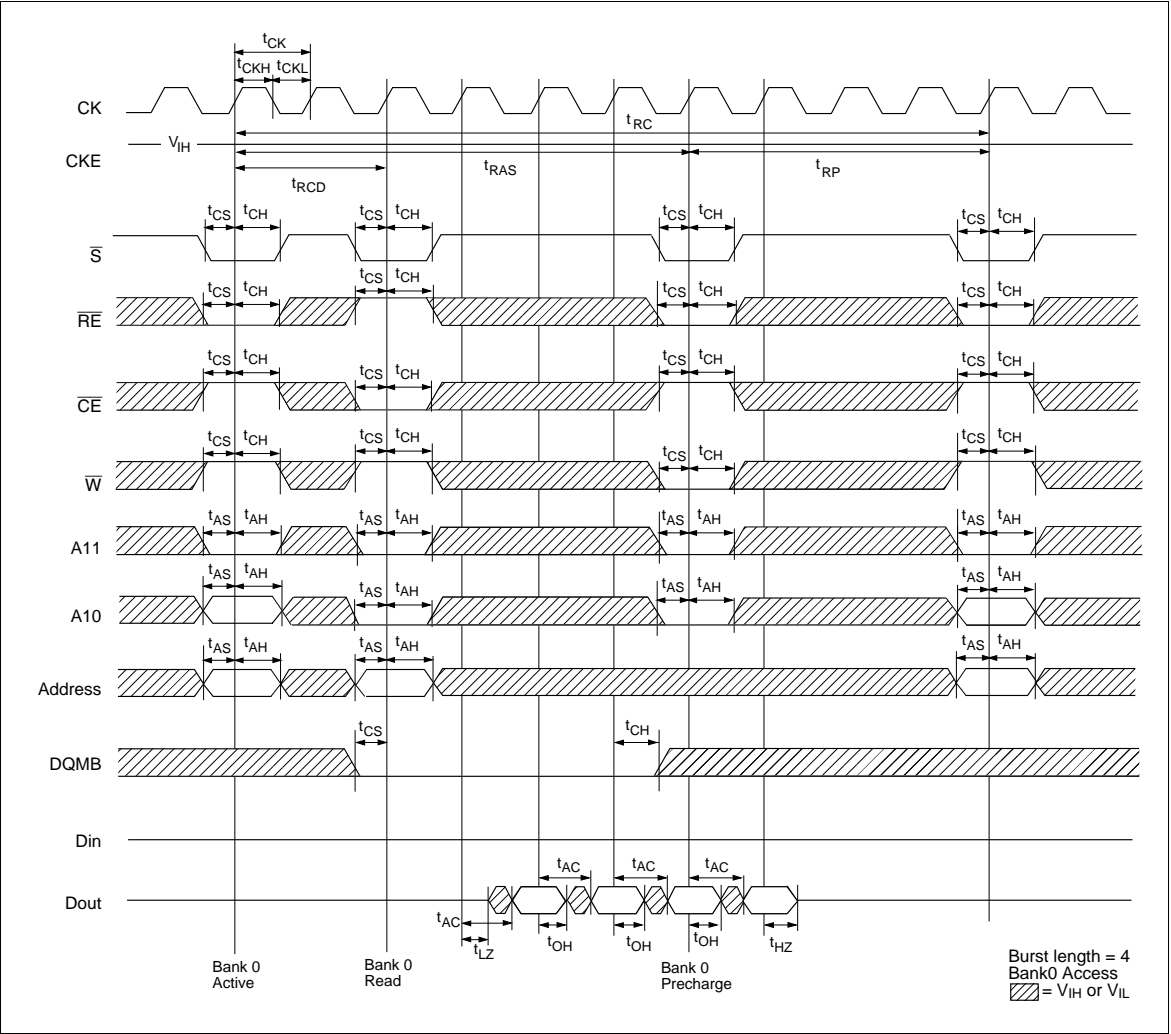 tCK
tCKH tCKL
CK
tRC
VIH
CKE
tRAS
tRP
tRCD
tCS tCH tCS tCH tCS tCH tCS tCH
S
tCS tCH
tCS tCH tCS tCH tCS tCH
RE
tCS tCH tCS tCH tCS tCH
tCS tCH
CE
tCS tCH tCS tCH tCS tCH
tCS tCH
W
tAS tAH tAS tAH tAS tAH tAS tAH
A11
tAS tAH tAS tAH tAS tAH
tAS tAH
A10
tAS tAH tAS tAH tAS tAH
Address
tCS tCH
DQMB
Din
tAC tAC tAC
Dout
tAC
tLZ tOH tOH tOH tHZ
Bank 0
Active
Bank 0
Read
Bank 0
Precharge
Burst length = 4
Bank0 Access
= VIH or VIL